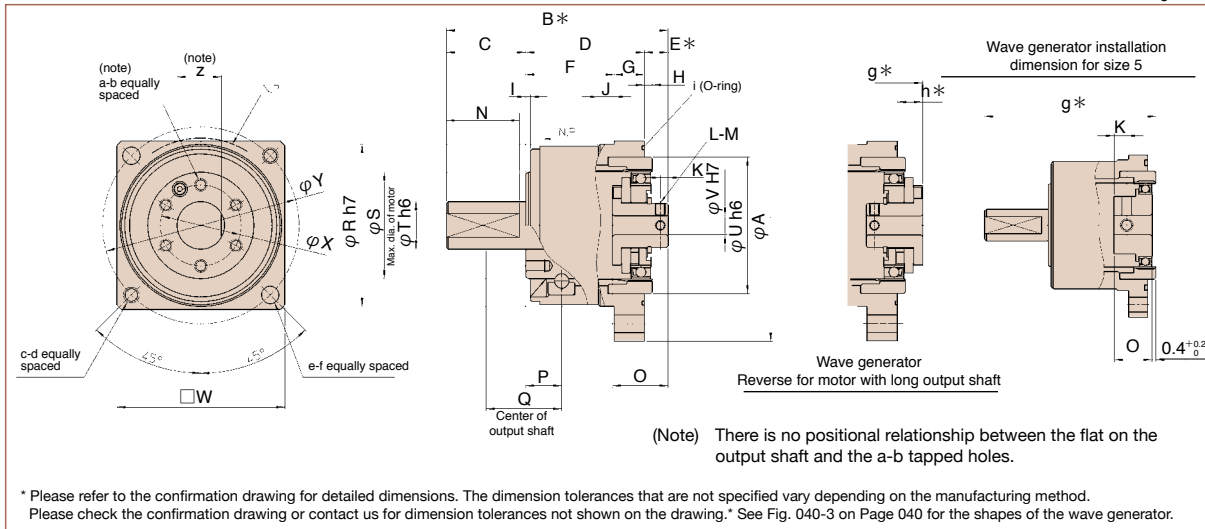 B*
C
D
E*
F
G
H
I
J
i (O-ring)
N
L-M
K
(note)
z
(note)
a-b equally
spaced
φY
φX
φR h7
φS
Max. dia. of motor
φT h6
φV H7
φU h6
φA
45°
45°
c-d equally
spaced
e-f equally spaced
□W
P
O
Q
Center of
output shaft
g*
h*
Wave generator
Reverse for motor with long output shaft
Wave generator installation
dimension for size 5
g*
K
O
0.4 +0.2 0
(Note) There is no positional relationship between the flat on the
output shaft and the a-b tapped holes.
* Please refer to the confirmation drawing for detailed dimensions. The dimension tolerances that are not specified vary depending on the manufacturing method.
Please check the confirmation drawing or contact us for dimension tolerances not shown on the drawing.* See Fig. 040-3 on Page 040 for the shapes of the wave generator.